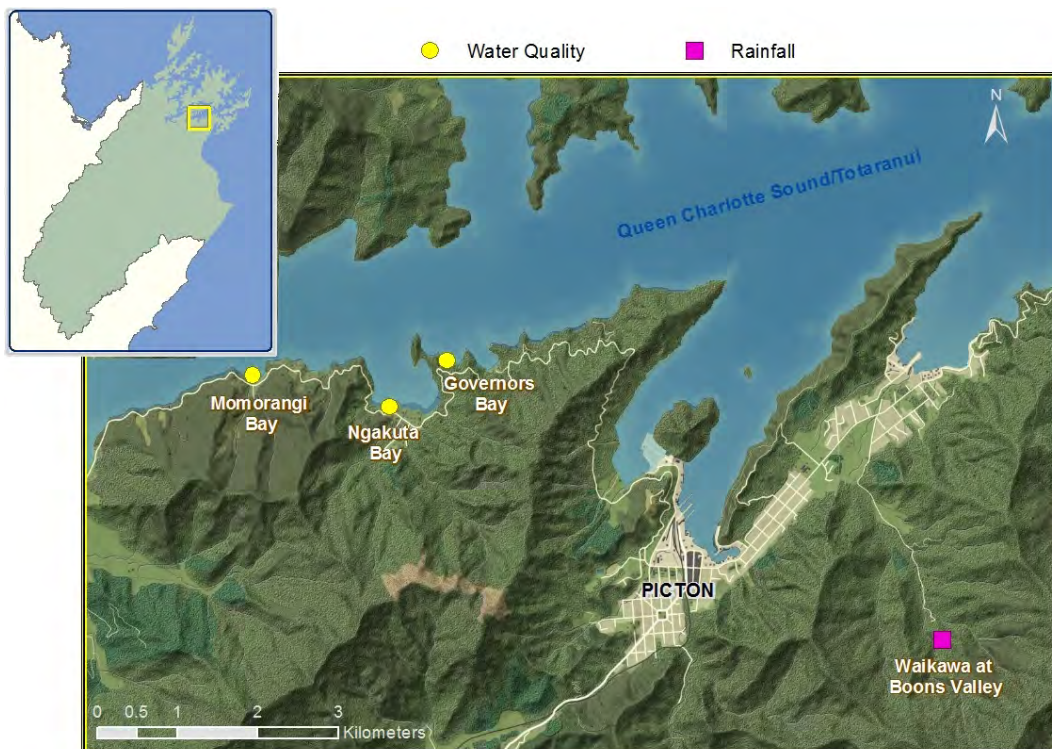 Water Quality
Rainfall
N
Queen Charlotte Sound/Totaranui
Governors
Bay
Momorangi
Bay
Ngakuta
Bay
PICTON
Waikawa at
Boons Valley
0 0.5 1 2 3
Kilometers